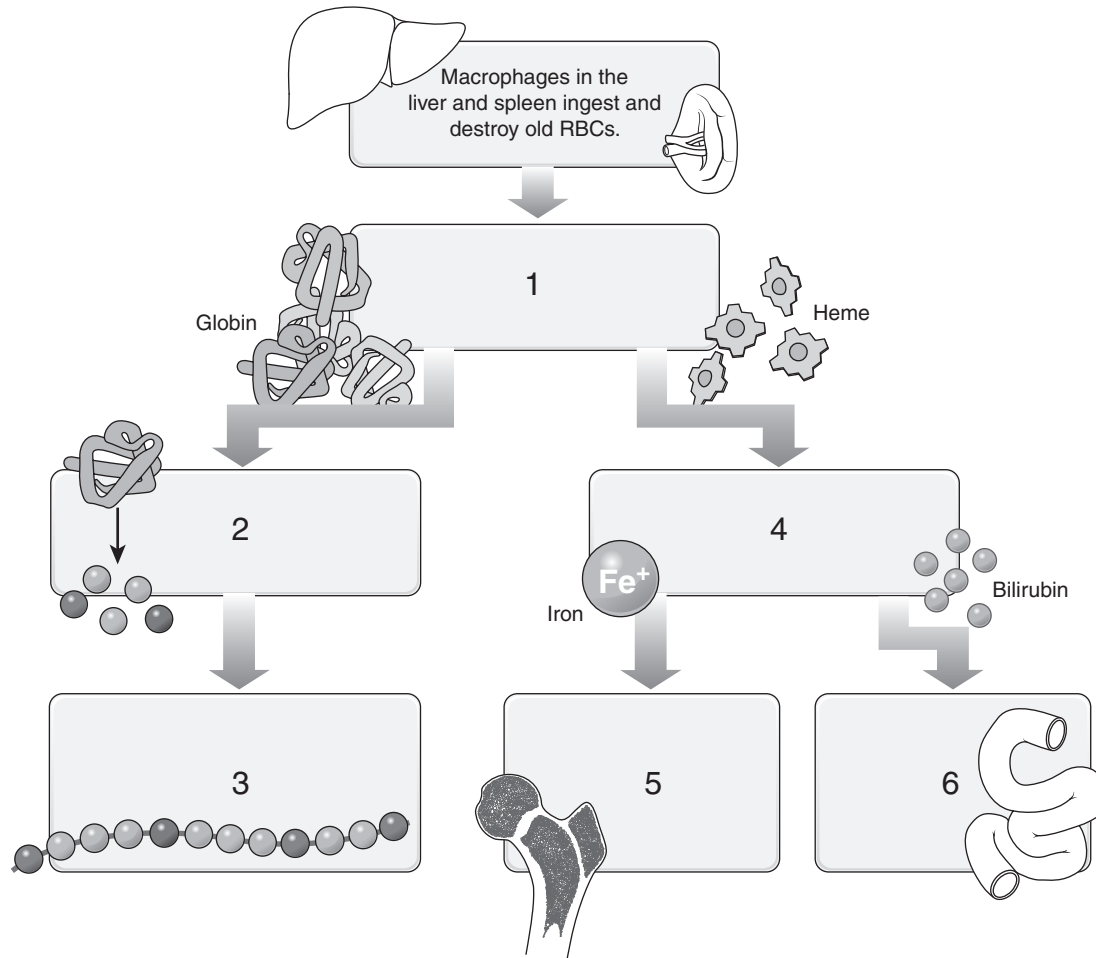 Macrophages in the
liver and spleen ingest and
destroy old RBCs.
1
Globin
Heme
2
4
Fe⁺
Iron
Bilirubin
3
5
6